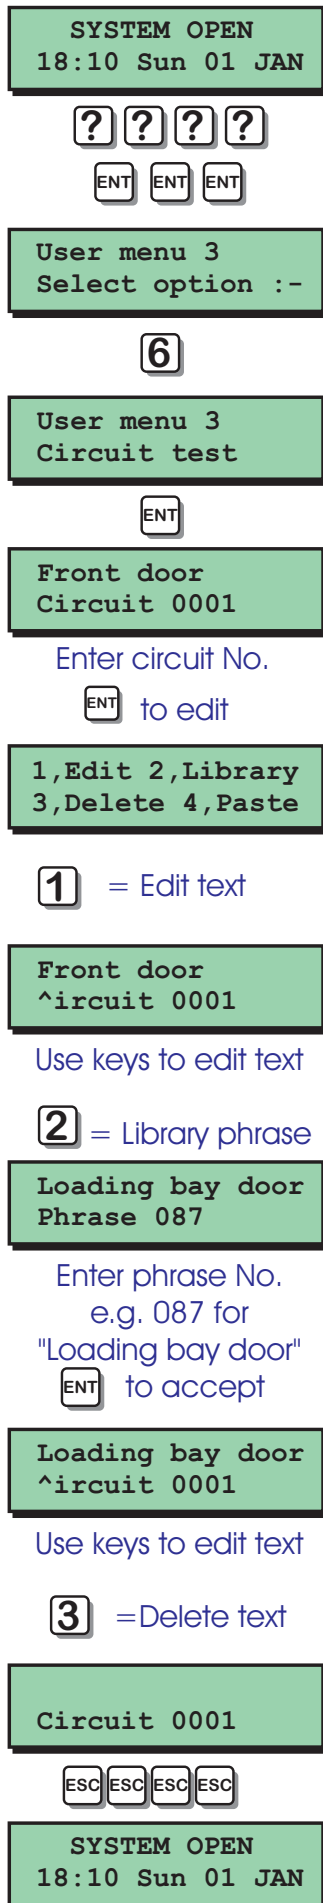 SYSTEM OPEN
18:10 Sun 01 JAN
? ? ? ?
ENT ENT ENT
User menu 3
Select option :-
6
User menu 3
Circuit test
ENT
Front door
Circuit 0001
Enter circuit No.
ENT to edit
1,Edit 2,Library
3,Delete 4,Paste
1 = Edit text
Front door
^ircuit 0001
Use keys to edit text
2 = Library phrase
Loading bay door
Phrase 087
Enter phrase No.
e.g. 087 for
"Loading bay door"
ENT to accept
Loading bay door
^ircuit 0001
Use keys to edit text
3 =Delete text
Circuit 0001
ESC ESC ESC ESC
SYSTEM OPEN
18:10 Sun 01 JAN